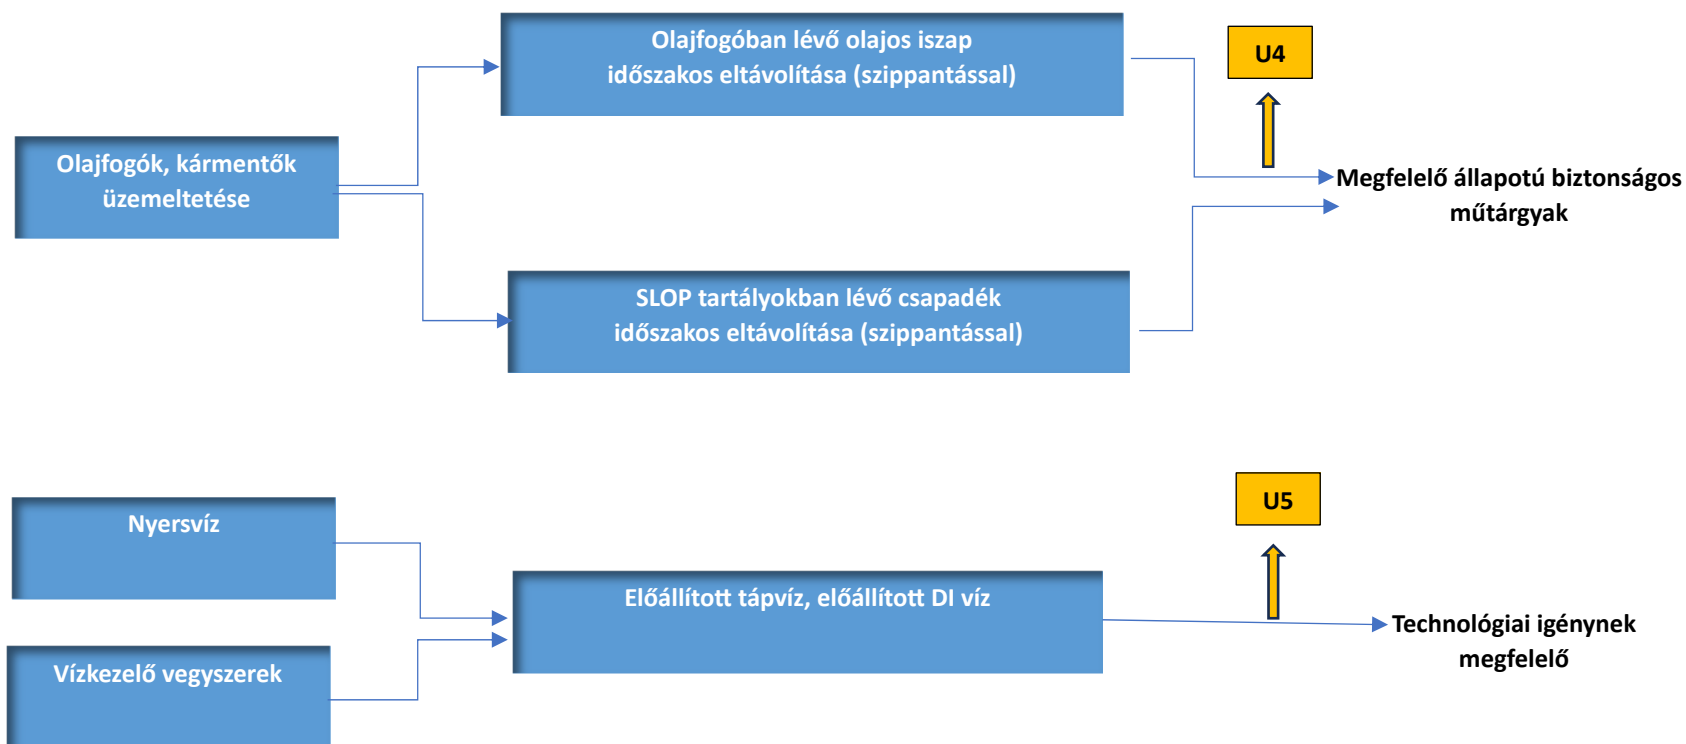 Olajfogóban lévő olajos iszap
időszakos eltávolítása (szippantással)
U4
Olajfogók, kármentők
üzemeltetése
Megfelelő állapotú biztonságos
műtárgyak
SLOP tartályokban lévő csapadék
időszakos eltávolítása (szippantással)
U5
Nyersvíz
Előállított tápvíz, előállított DI víz
Technológiai igénynek
megfelelő
Vízkezelő vegyszerek